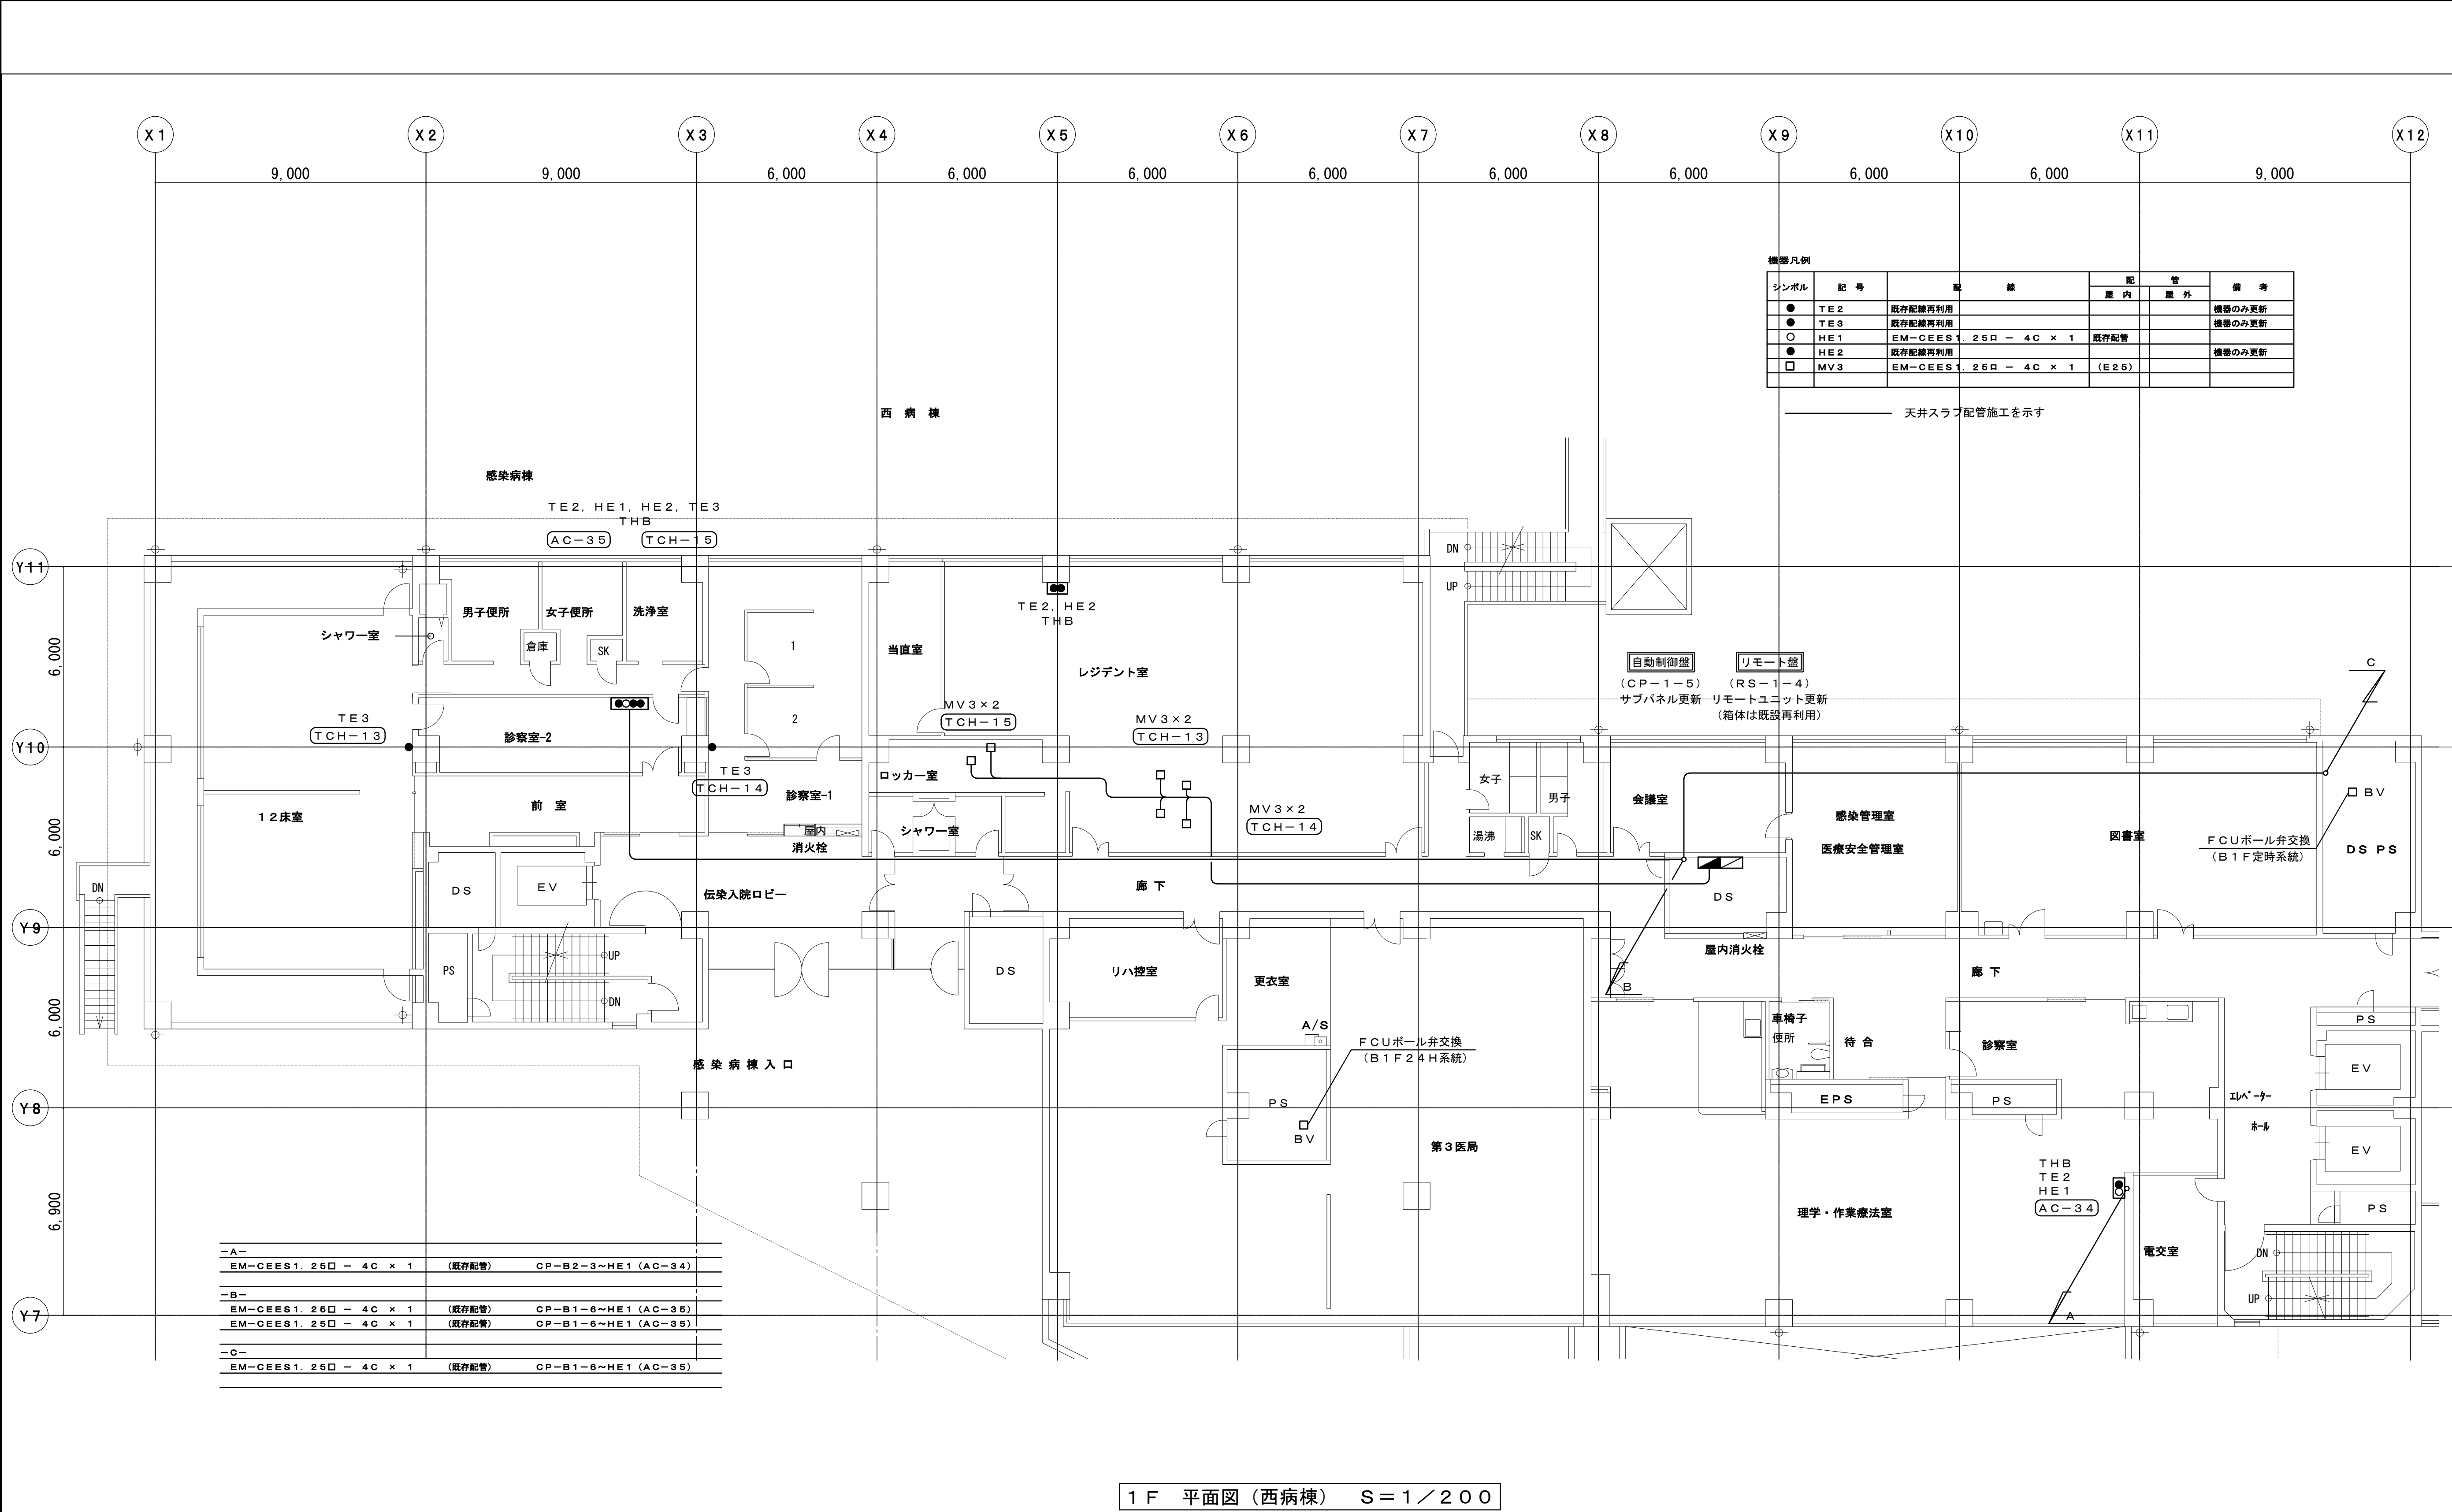 X1 X2 X3 X4 X5 X6 X7 X8 X9 X10 X11 X12
9,000 9,000 6,000 6,000 6,000 6,000 6,000 6,000 6,000 6,000 9,000
機器凡例
シンボル 記 号 配 線 配 管 備 考
屋 内 屋 外
● TE2 既存配線再利用 機器のみ更新
● TE3 既存配線再利用 機器のみ更新
○ HE1 EM-CEES1.25□ - 4C × 1 既存配管
● HE2 既存配線再利用 機器のみ更新
□ MV3 EM-CEES1.25□ - 4C × 1 (E25)
天井スラブ配管施工を示す
西 病 棟
感染病棟
TE2, HE1, HE2, TE3
THB
AC-35 TCH-15
Y11
Y10
Y9
Y8
Y7
6,000
6,000
6,000
6,900
男子便所
女子便所
洗浄室
シャワー室
倉庫
SK
1
2
当直室
TE2, HE2
THB
レジデント室
DN
UP
自動制御盤
(CP-1-5)
サブパネル更新
リモート盤
(RS-1-4)
リモートユニット更新
(箱体は既設再利用)
C
TE3
TCH-13
診察室-2
MV3×2
TCH-15
MV3×2
TCH-13
TE3
TCH-14
診察室-1
ロッカー室
シャワー室
MV3×2
TCH-14
女子
男子
湯沸
SK
会議室
感染管理室
医療安全管理室
図書室
BV
FCUボール弁交換
(B1F定時系統)
DS PS
12床室
前 室
屋内
消火栓
DN
DS
EV
伝染入院ロビー
廊 下
DS
PS
UP
DN
DS
リハ控室
更衣室
B
屋内消火栓
廊 下
A/S
FCUボール弁交換
(B1F24H系統)
車椅子
便所
待 合
診察室
PS
EV
感 染 病 棟 入 口
PS
BV
第3医局
EPS
PS
エレベーター
ホール
EV
THB
TE2
HE1
AC-34
理学・作業療法室
電交室
PS
DN
UP
A
-A-
EM-CEES1.25□ - 4C × 1 (既存配管) CP-B2-3~HE1(AC-34)
-B-
EM-CEES1.25□ - 4C × 1 (既存配管) CP-B1-6~HE1(AC-35)
EM-CEES1.25□ - 4C × 1 (既存配管) CP-B1-6~HE1(AC-35)
-C-
EM-CEES1.25□ - 4C × 1 (既存配管) CP-B1-6~HE1(AC-35)
1F 平面図(西病棟) S=1/200